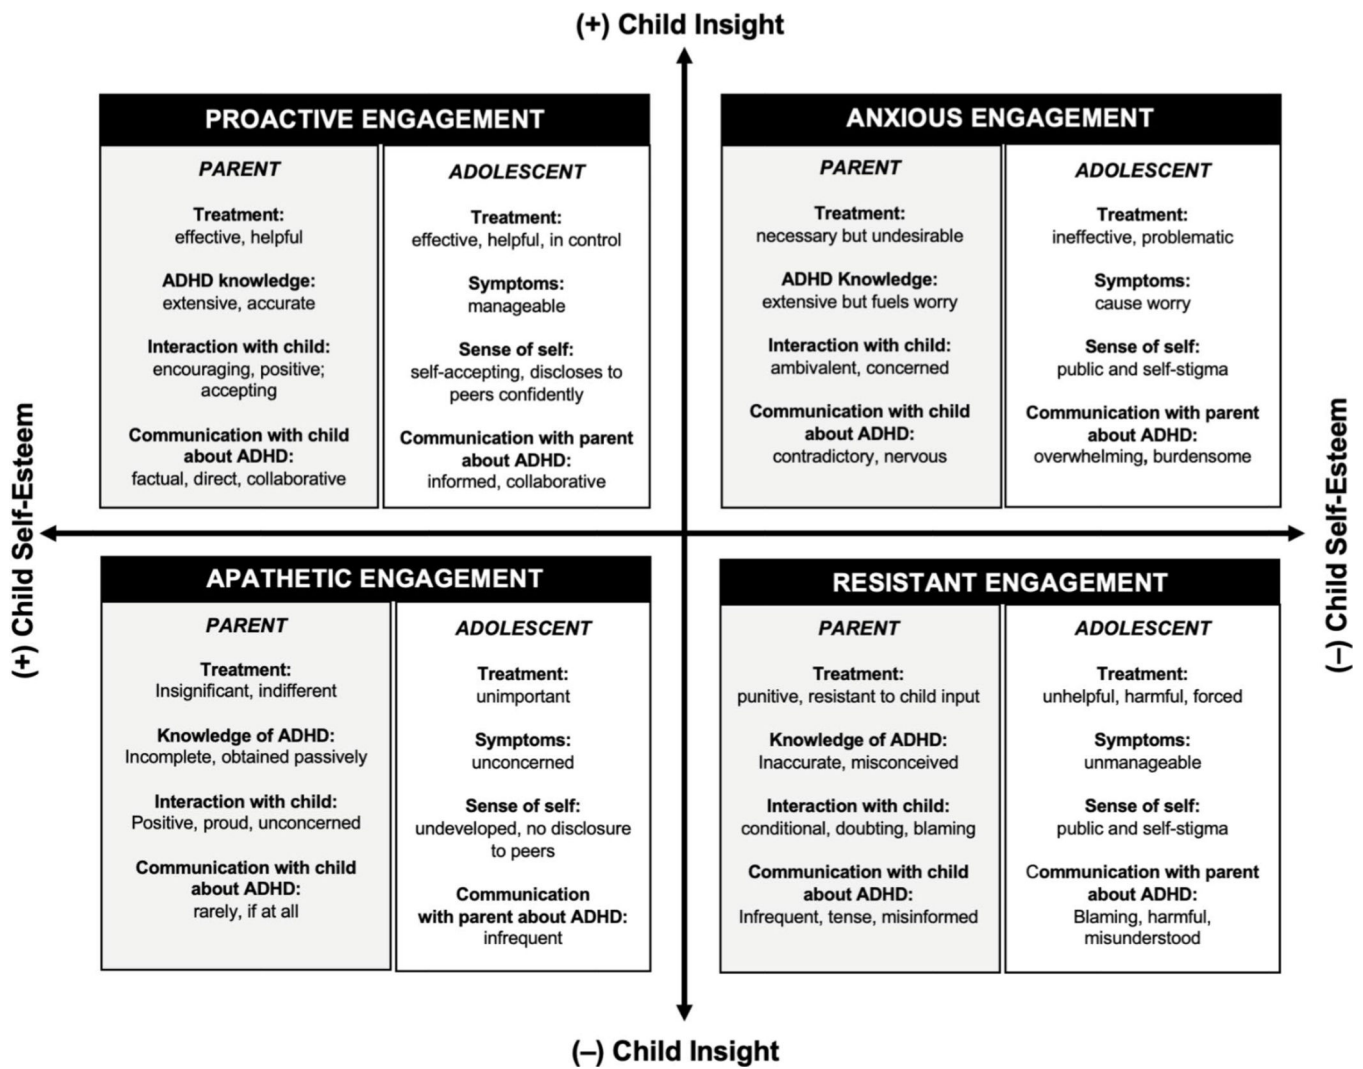 (+) Child Insight
PROACTIVE ENGAGEMENT
PARENT
Treatment:
effective, helpful
ADHD knowledge:
extensive, accurate
Interaction with child:
encouraging, positive;
accepting
Communication with child
about ADHD:
factual, direct, collaborative
ADOLESCENT
Treatment:
effective, helpful, in control
Symptoms:
manageable
Sense of self:
self-accepting, discloses to
peers confidently
Communication with parent
about ADHD:
informed, collaborative
ANXIOUS ENGAGEMENT
PARENT
Treatment:
necessary but undesirable
ADHD Knowledge:
extensive but fuels worry
Interaction with child:
ambivalent, concerned
Communication with child
about ADHD:
contradictory, nervous
ADOLESCENT
Treatment:
ineffective, problematic
Symptoms:
cause worry
Sense of self:
public and self-stigma
Communication with parent
about ADHD:
overwhelming, burdensome
(+) Child Self-Esteem
(–) Child Self-Esteem
APATHETIC ENGAGEMENT
PARENT
Treatment:
Insignificant, indifferent
Knowledge of ADHD:
Incomplete, obtained passively
Interaction with child:
Positive, proud, unconcerned
Communication with child
about ADHD:
rarely, if at all
ADOLESCENT
Treatment:
unimportant
Symptoms:
unconcerned
Sense of self:
undeveloped, no disclosure
to peers
Communication
with parent about ADHD:
infrequent
RESISTANT ENGAGEMENT
PARENT
Treatment:
punitive, resistant to child input
Knowledge of ADHD:
Inaccurate, misconceived
Interaction with child:
conditional, doubting, blaming
Communication with child
about ADHD:
Infrequent, tense, misinformed
ADOLESCENT
Treatment:
unhelpful, harmful, forced
Symptoms:
unmanageable
Sense of self:
public and self-stigma
Communication with parent
about ADHD:
Blaming, harmful,
misunderstood
(–) Child Insight